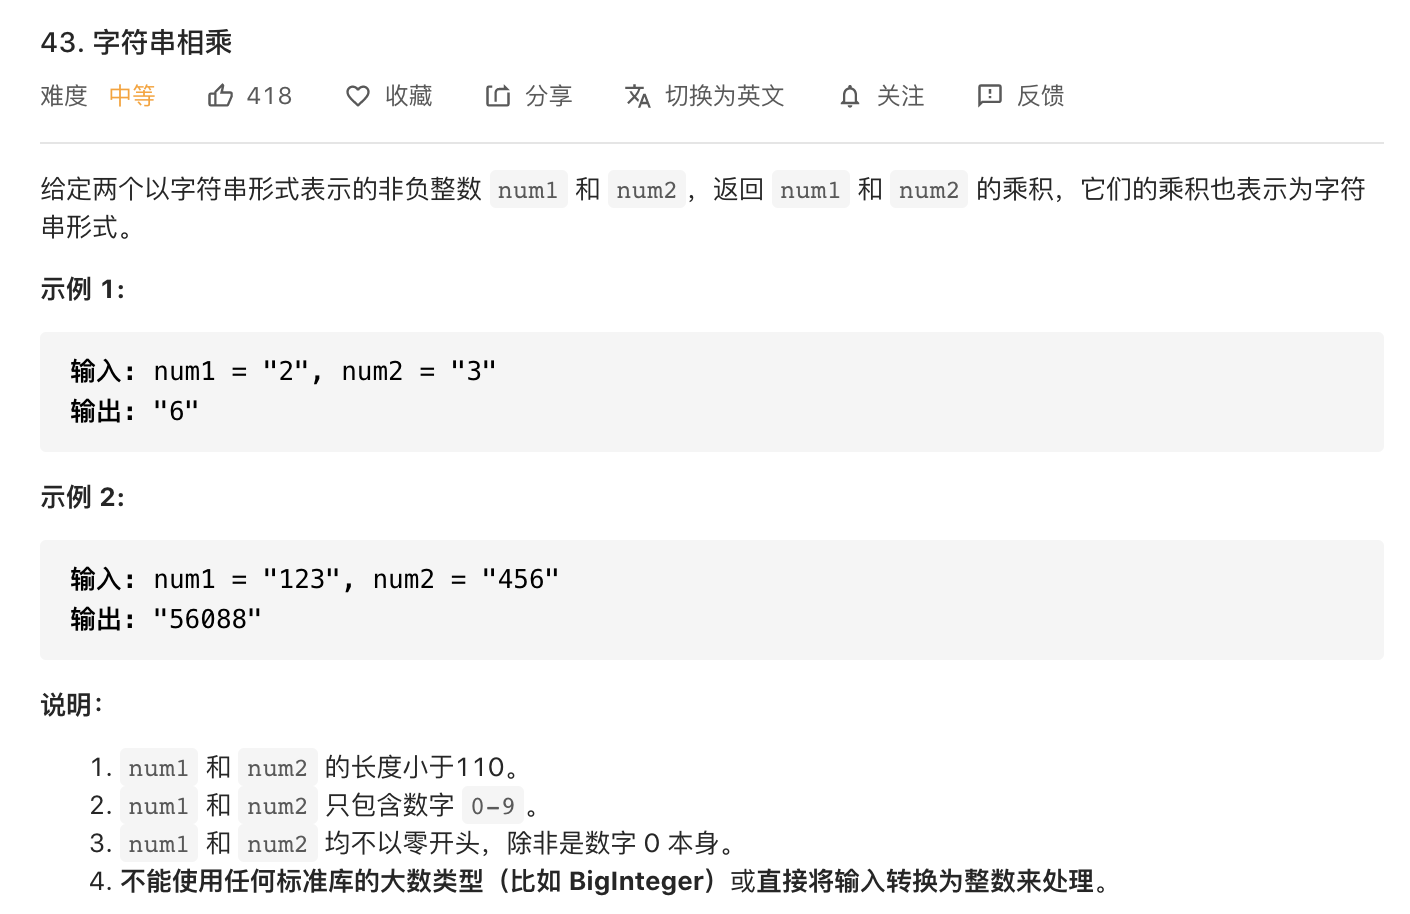 43. 字符串相乘
难度 中等 418 收藏 分享 切换为英文 关注 反馈
给定两个以字符串形式表示的非负整数 num1 和 num2，返回 num1 和 num2 的乘积，它们的乘积也表示为字符
串形式。
示例 1:
输入: num1 = "2", num2 = "3"
输出: "6"
示例 2:
输入: num1 = "123", num2 = "456"
输出: "56088"
说明：
1. num1 和 num2 的长度小于110。
2. num1 和 num2 只包含数字 0-9 。
3. num1 和 num2 均不以零开头，除非是数字 0 本身。
4. 不能使用任何标准库的大数类型（比如 BigInteger）或直接将输入转换为整数来处理。